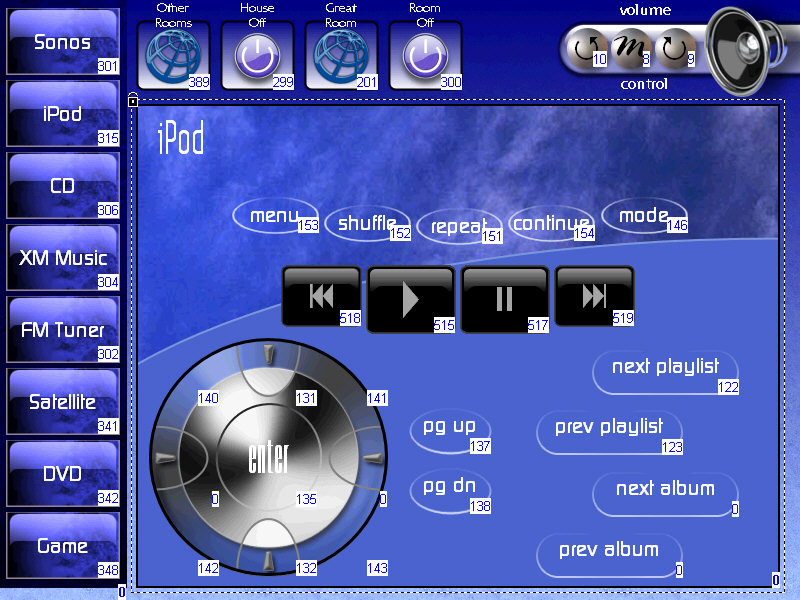 Other
Rooms
389
House
Off
299
Great
Room
201
Room
Off
300
volume
10
m
8
9
control
Sonos
301
iPod
315
CD
306
XM Music
304
FM Tuner
302
Satellite
341
DVD
342
Game
348
0
iPod
menu
153
shuffle
152
repeat
151
continue
154
mode
146
518
515
517
519
140
131
141
enter
0
135
0
142
132
143
pg up
137
pg dn
138
next playlist
122
prev playlist
123
next album
0
prev album
0
0